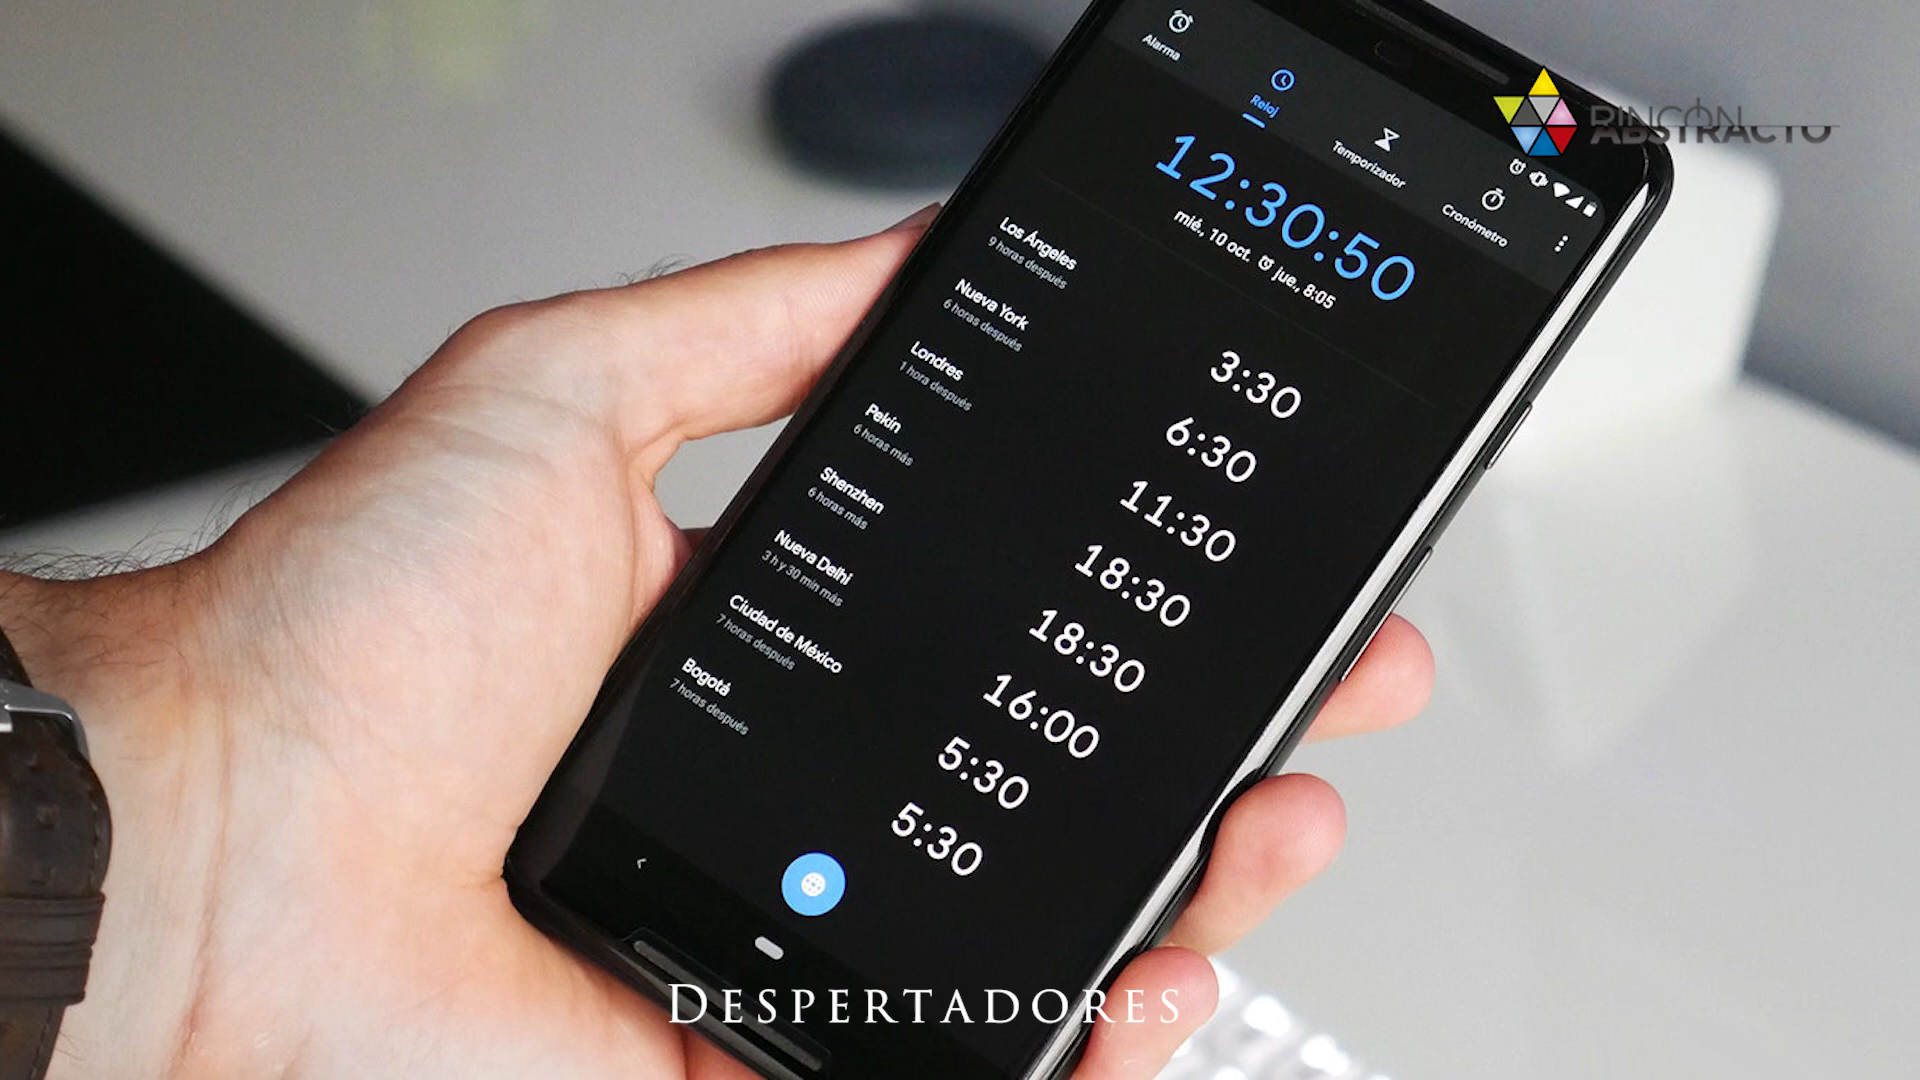 Alarma
Reloj
Temporizador
Cronómetro
RINCÓN
ABSTRACTO
12:30:50
mié., 10 oct. jue., 8:05
Los Ángeles
9 horas después
3:30
Nueva York
6 horas después
6:30
Londres
1 hora después
11:30
Pekín
6 horas más
18:30
Shenzhen
6 horas más
18:30
Nueva Delhi
3 h y 30 min más
16:00
Ciudad de México
7 horas después
5:30
Bogotá
7 horas después
5:30
DESPERTADORES